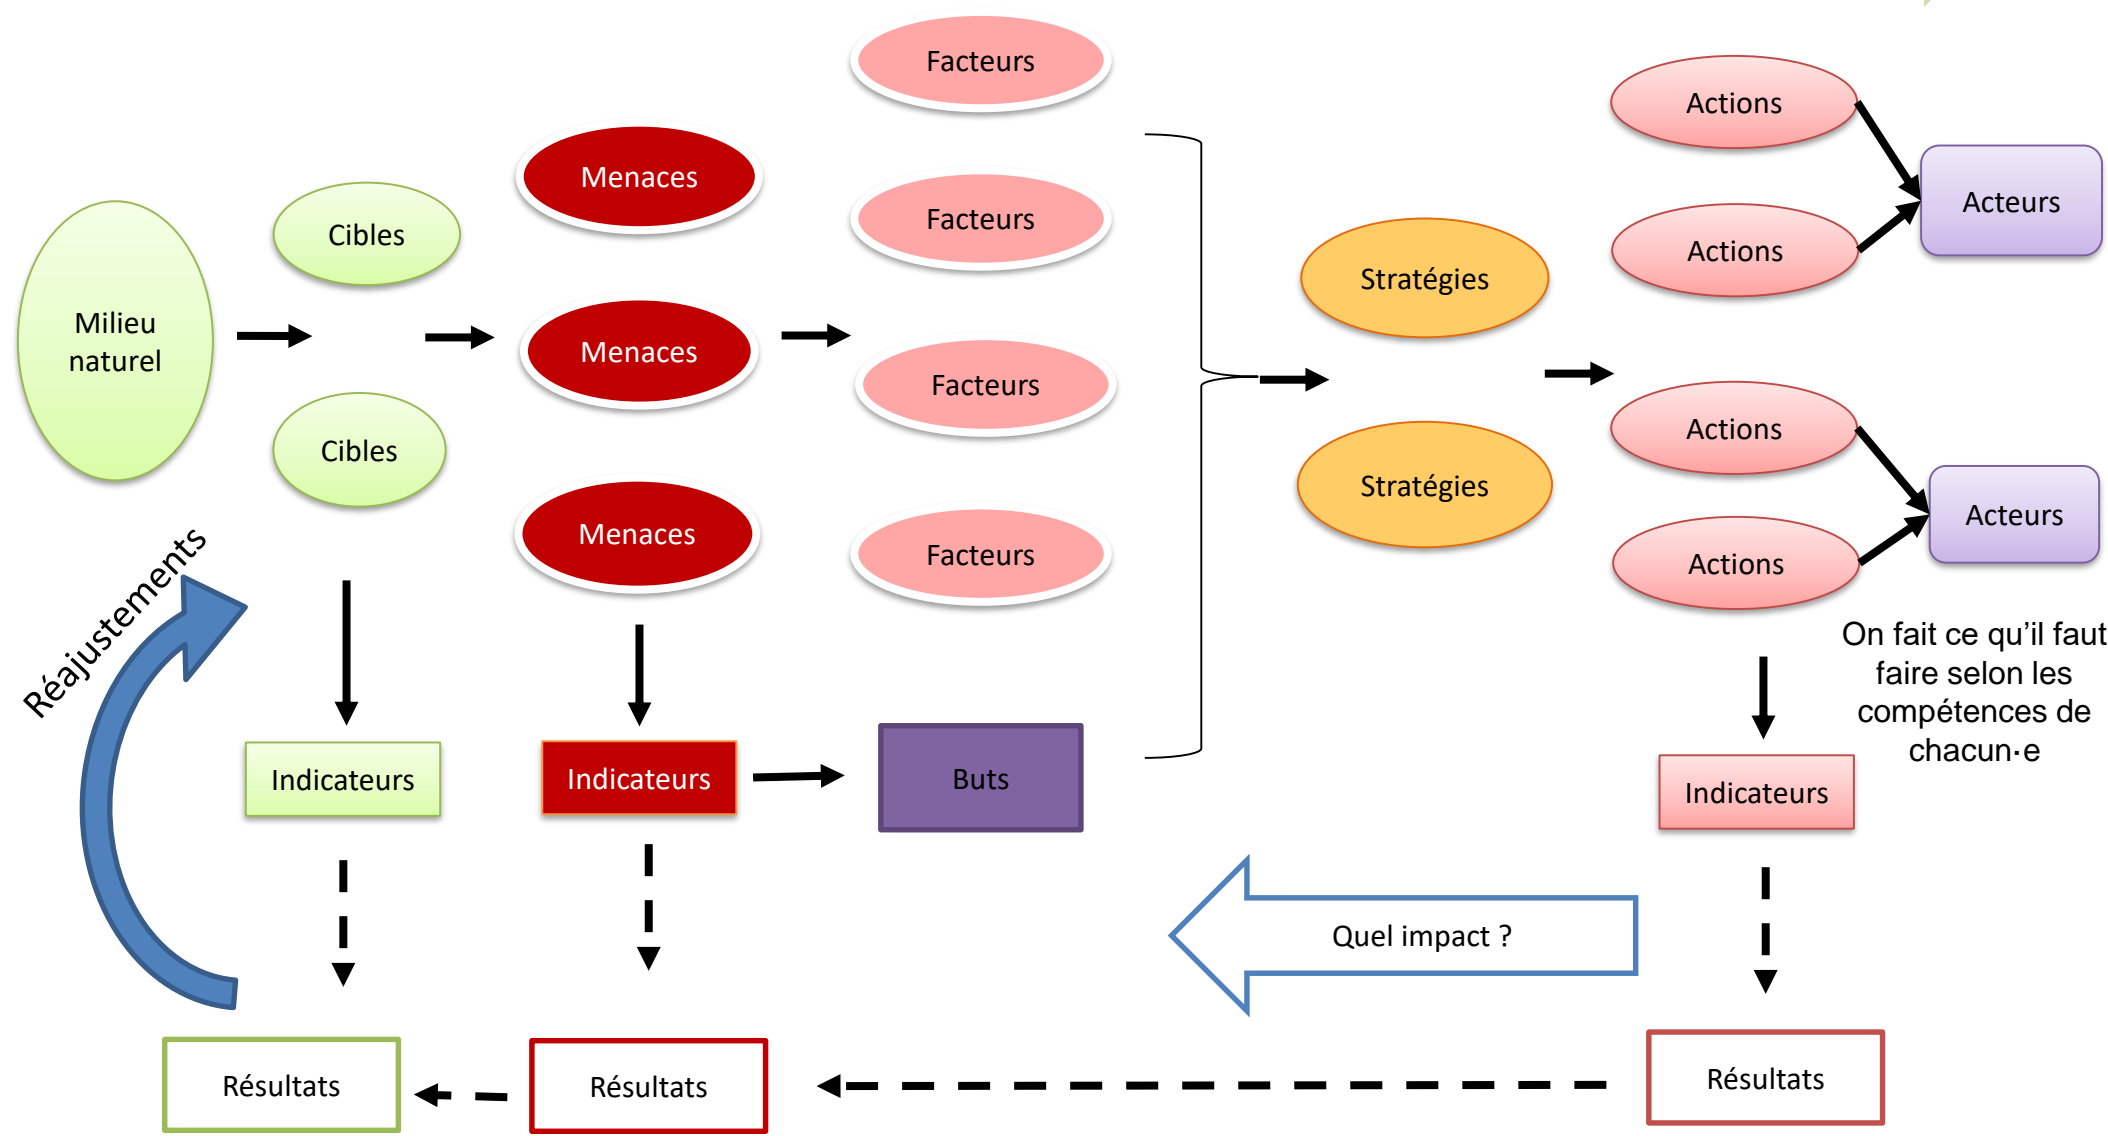 Milieu
naturel
Cibles
Cibles
Menaces
Menaces
Menaces
Facteurs
Facteurs
Facteurs
Facteurs
Stratégies
Stratégies
Actions
Actions
Actions
Actions
Acteurs
Acteurs
On fait ce qu’il faut
faire selon les
compétences de
chacun·e
Réajustements
Indicateurs
Indicateurs
Buts
Indicateurs
Quel impact ?
Résultats
Résultats
Résultats